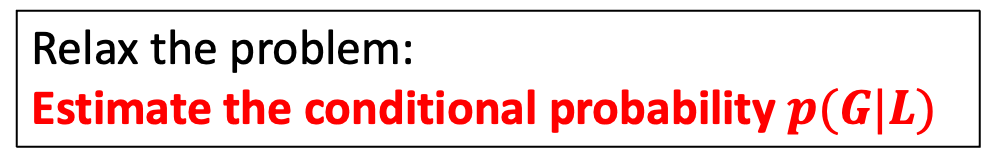 Relax the problem:
Estimate the conditional probability p(G|L)